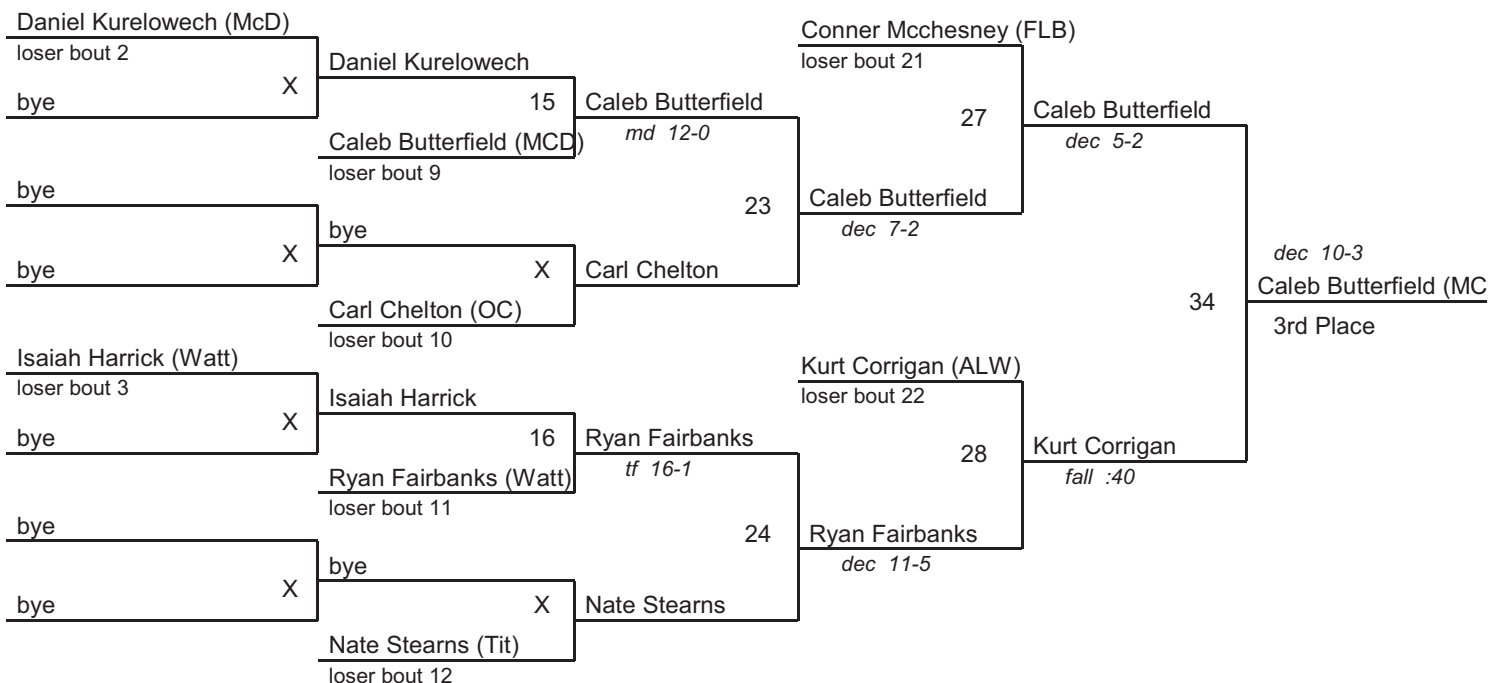 Daniel Kurelowech (McD)
loser bout 2
X
bye
Daniel Kurelowech
15
Caleb Butterfield (MCD)
loser bout 9
bye
X
bye
bye
X
Carl Chelton (OC)
loser bout 10
Caleb Butterfield
md 12-0
23
Carl Chelton
Isaiah Harrick (Watt)
loser bout 3
X
bye
Isaiah Harrick
16
Ryan Fairbanks (Watt)
loser bout 11
bye
X
bye
bye
X
Nate Stearns (Tit)
loser bout 12
Ryan Fairbanks
tf 16-1
24
Nate Stearns
Conner Mcchesney (FLB)
loser bout 21
27
Caleb Butterfield
dec 7-2
Caleb Butterfield
dec 5-2
Kurt Corrigan (ALW)
loser bout 22
28
Ryan Fairbanks
dec 11-5
Kurt Corrigan
fall :40
34
dec 10-3
Caleb Butterfield (MC
3rd Place